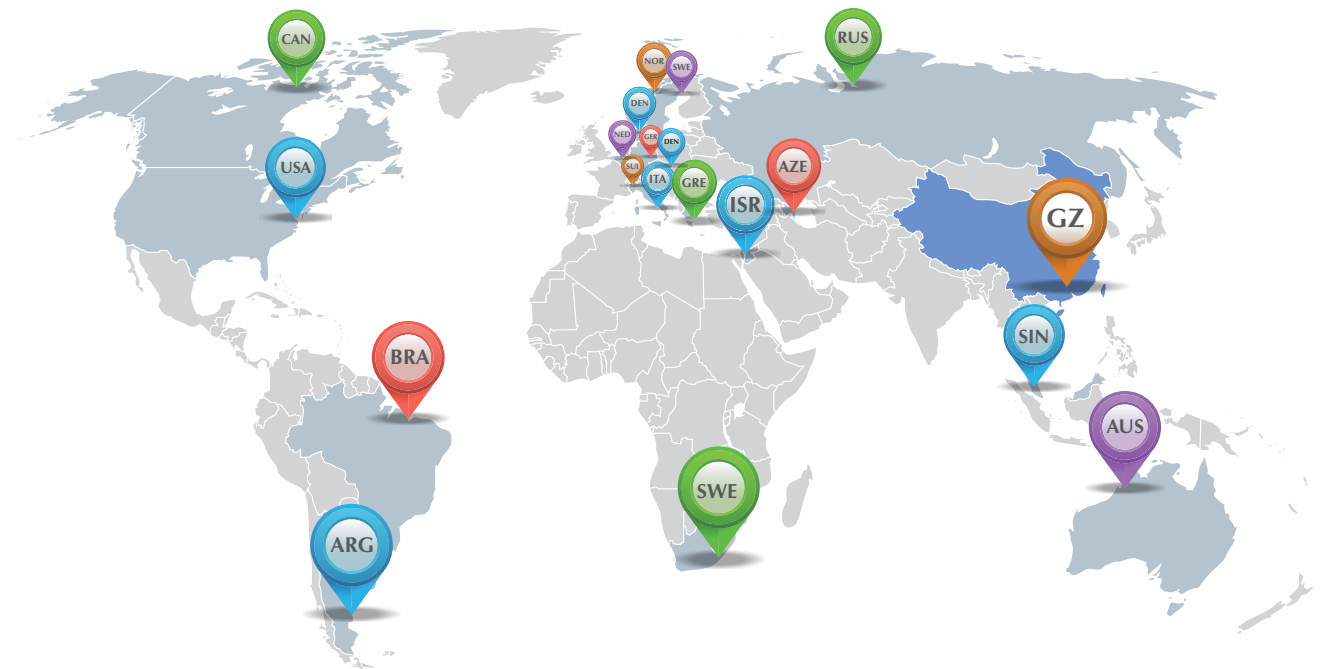 CAN
RUS
NOR
SWE
DEN
NED
GER
DEN
USA
SUI
ITA
GRE
AZE
ISR
GZ
SIN
BRA
AUS
SWE
ARG